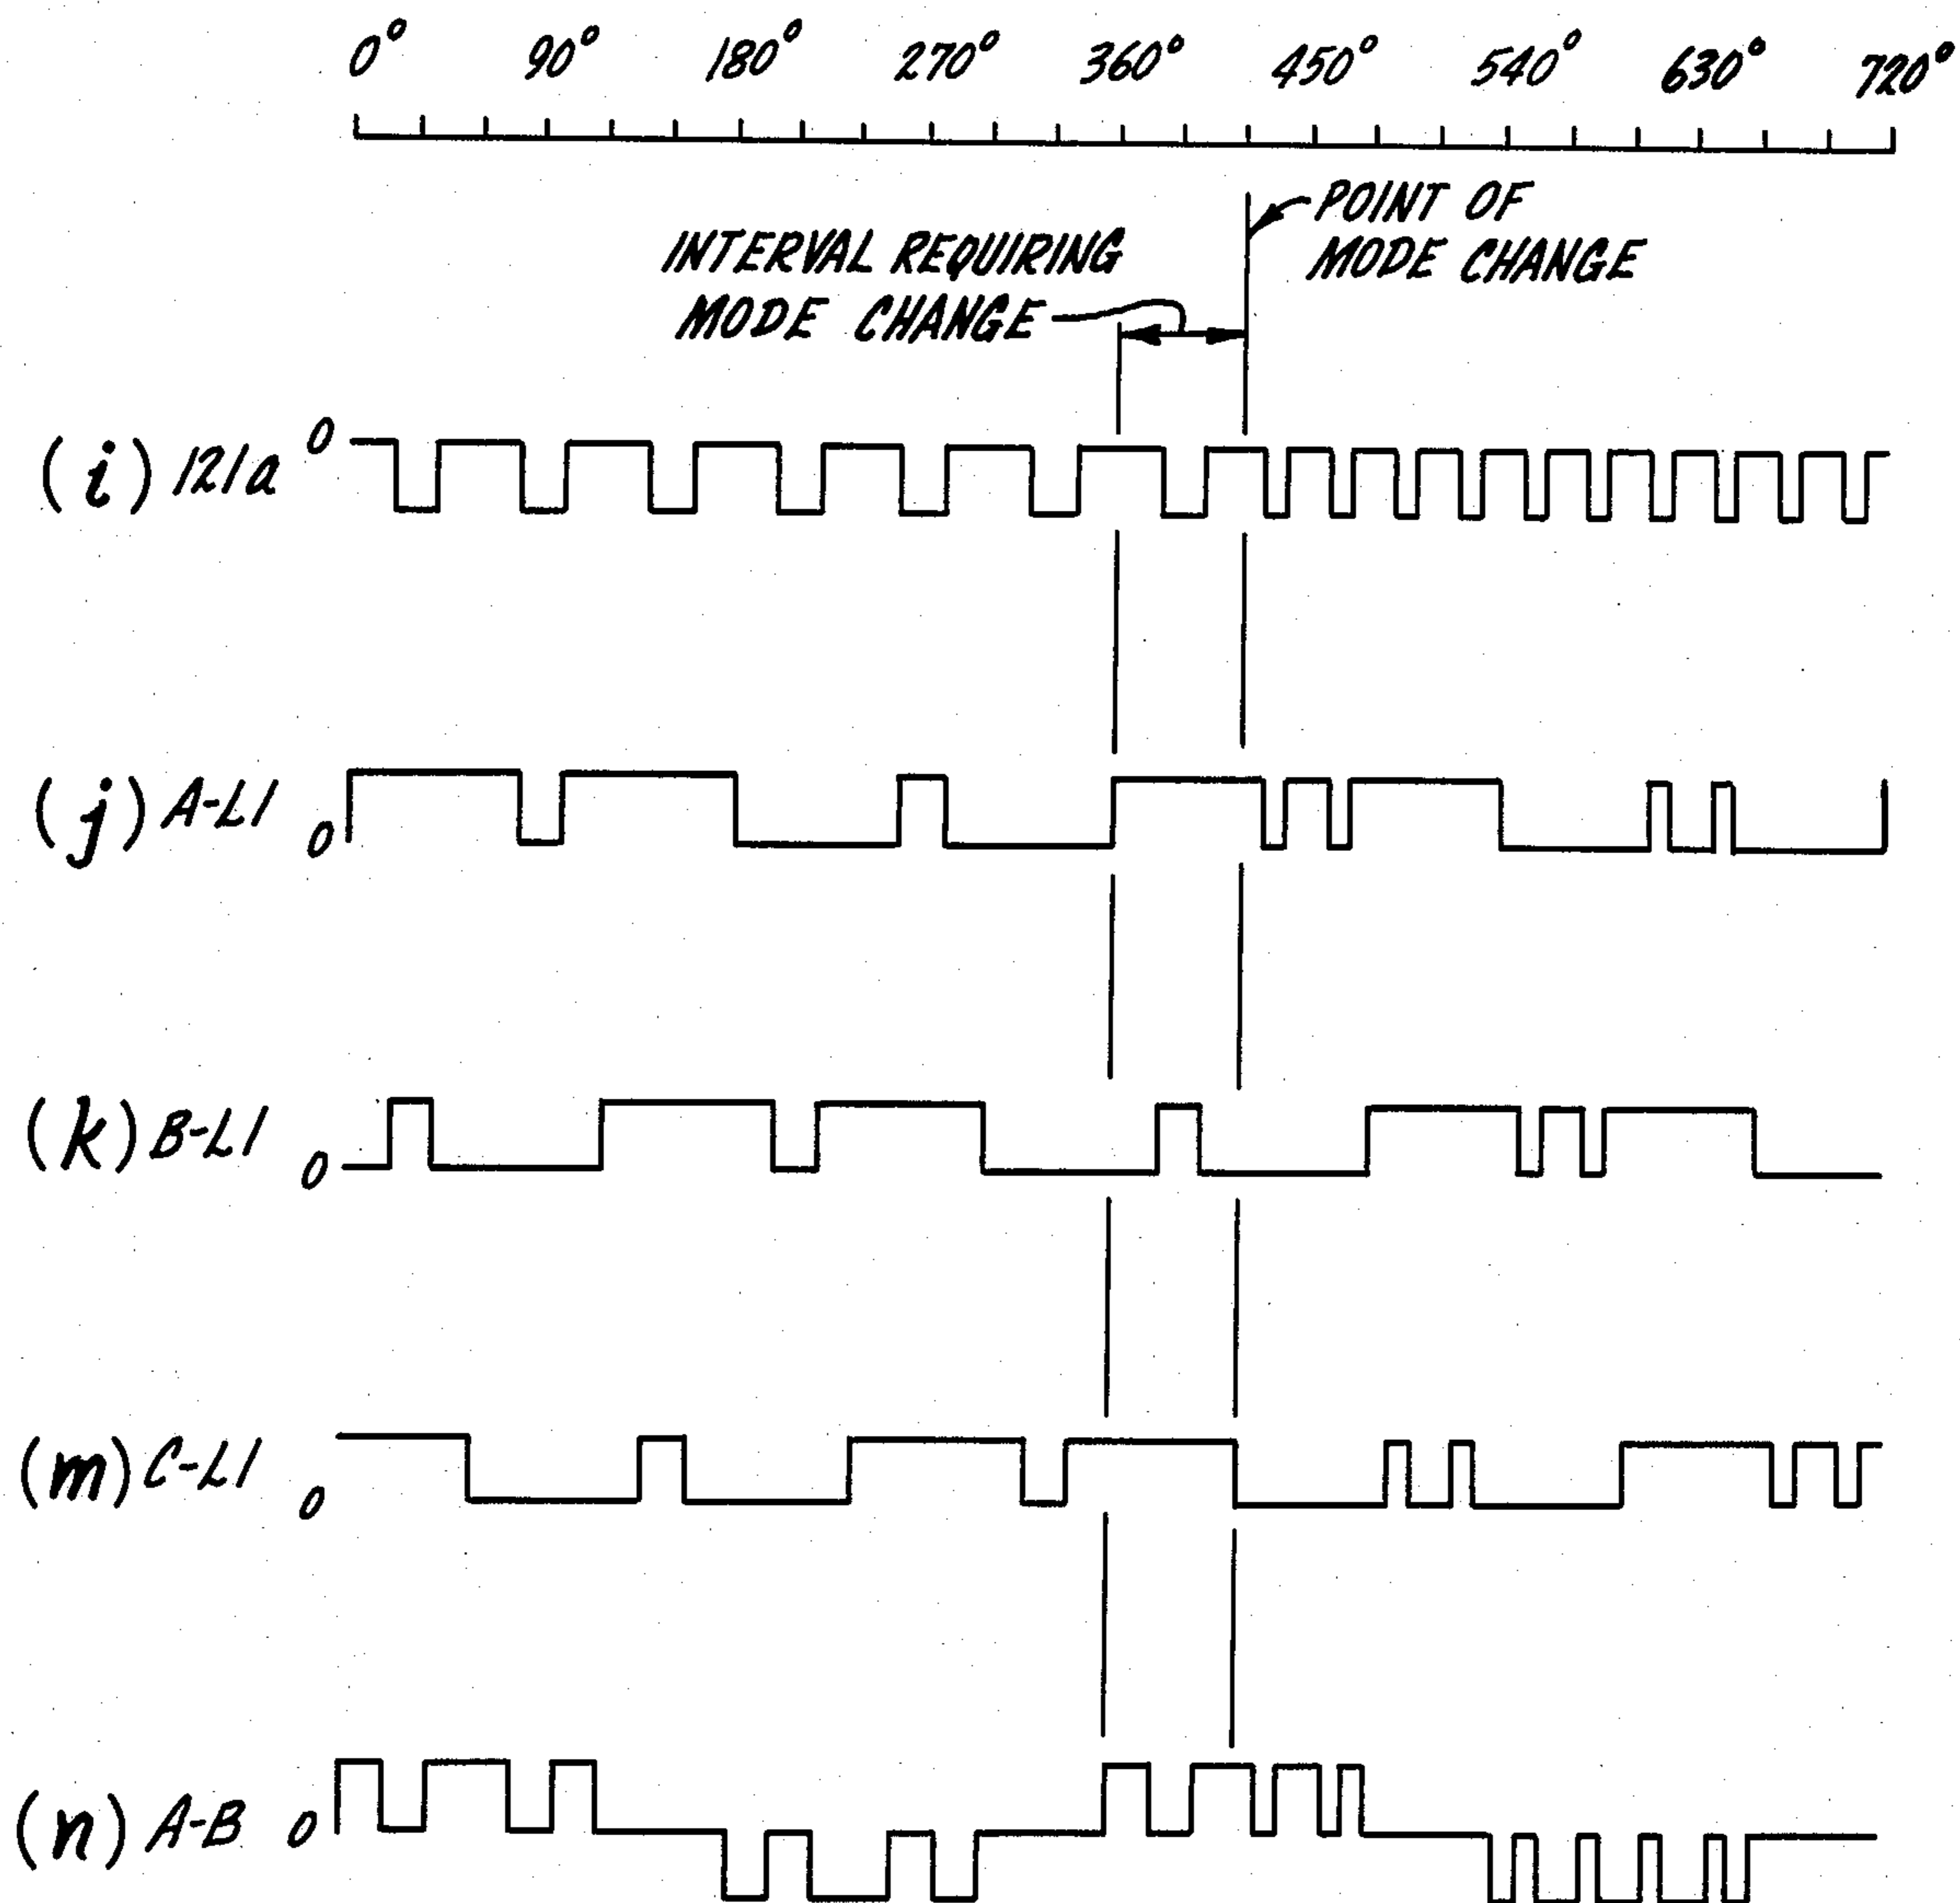 0° 90° 180° 270° 360° 450° 540° 630° 720°
POINT OF
MODE CHANGE
INTERVAL REQUIRING
MODE CHANGE
(i) 121a 0
(j) A-L1 0
(k) B-L1 0
(m) C-L1 0
(n) A-B 0